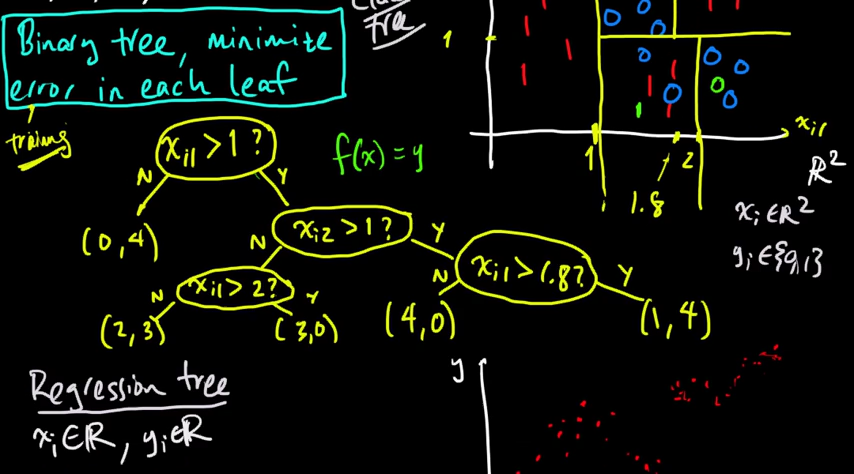 Tree
Binary tree, minimize
error in each leaf
training
x_i1 > 1 ?
f(x) = y
N
Y
(0,4)
x_i2 > 1 ?
N
Y
x_i1 > 2 ?
N
Y
(2,3)
(3,0)
x_i1 > 1.8 ?
N
Y
(4,0)
(1,4)
1
1
2
1.8
x_i1
ℝ²
x_i ∈ ℝ²
y_i ∈ {0,1}
Regression tree
x_i ∈ ℝ, y_i ∈ ℝ
y